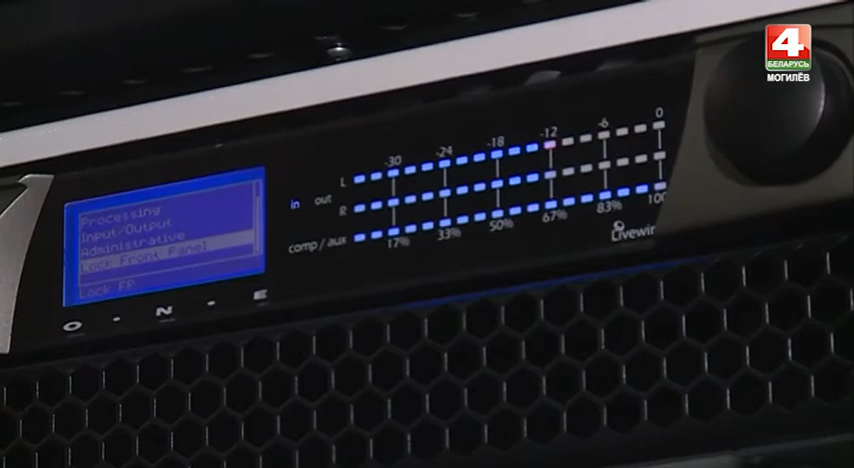 4
БЕЛАРУСЬ
МОГИЛЁВ
Processing
Input/Output
Administrative
Lock Front Panel
Lock FP
O · N · E
in out
L
R
comp / aux
-30 -24 -18 -12 -6 0
17% 33% 50% 67% 83% 100
Livewir